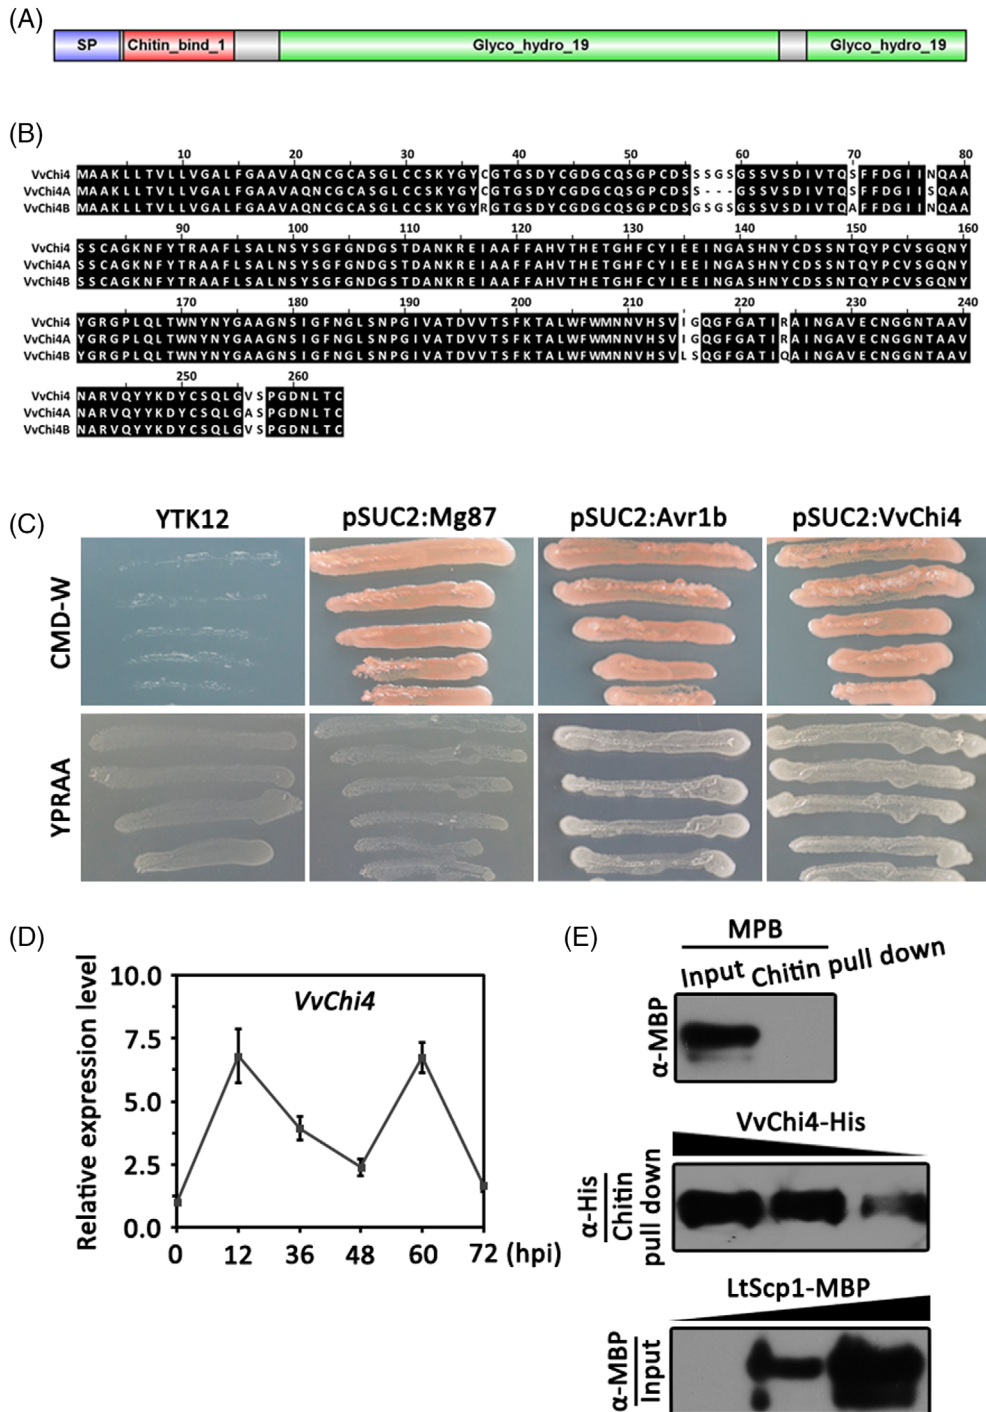 (A)
SP Chitin_bind_1 Glyco_hydro_19 Glyco_hydro_19
(B)
10 20 30 40 50 60 70 80
VvChi4 MAAKLLTVLLVGALFGAAVAQNCGCASGLCCSKYGYCGTGSDYCGDGCQSGPCDSSSGSGSSVSDIVTQSFFDGIINQAA
VvChi4A MAAKLLTVLLVGALFGAAVAQNCGCASGLCCSKYGYCGTGSDYCGDGCQSGPCDSS---GSSVSDIVTQSFFDGIISQAA
VvChi4B MAAKLLTVLLVGALFGAAVAQNCGCASGLCCSKYGYRGTGSDYCGDGCQSGPCDSGSGSGSSVSDIVTQAFFDGIINQAA
90 100 110 120 130 140 150 160
VvChi4 SSCAGKNFYTRAAFLSALNSYSGFGNDGSTDANKREIAAFFAHVTHETGHFCYIEEINGASHNYCDSSNTQYPCVSGQNY
VvChi4A SSCAGKNFYTRAAFLSALNSYSGFGNDGSTDANKREIAAFFAHVTHETGHFCYIEEINGASHNYCDSSNTQYPCVSGQNY
VvChi4B SSCAGKNFYTRAAFLSALNSYSGFGNDGSTDANKREIAAFFAHVTHETGHFCYIEEINGASHNYCDSSNTQYPCVSGQNY
170 180 190 200 210 220 230 240
VvChi4 YGRGPLQLTWNYNYGAAGNSIGFNGLSNPGIVATDVVTSFKTALWFWMNNVHSVIGQGFGATIRAINGAVECNGGNTAAV
VvChi4A YGRGPLQLTWNYNYGAAGNSIGFNGLSNPGIVATDVVTSFKTALWFWMNNVHSVIGQGFGATIRAINGAVECNGGNTAAV
VvChi4B YGRGPLQLTWNYNYGAAGNSIGFNGLSNPGIVATDVVTSFKTALWFWMNNVHSVLSQGFGATIQAINGAVECNGGNTAAV
250 260
VvChi4 NARVQYYKDYCSQLGVSPGDNLTC
VvChi4A NARVQYYKDYCSQLGASPGDNLTC
VvChi4B NARVQYYKDYCSQLGVSPGDNLTC
(C)
YTK12 pSUC2:Mg87 pSUC2:Avr1b pSUC2:VvChi4
CMD-W
YPRAA
(D)
Relative expression level
VvChi4
10.0
7.5
5.0
2.5
0.0
0 12 36 48 60 72 (hpi)
(E)
MPB
Input Chitin pull down
α-MBP
VvChi4-His
α-His
Chitin
pull down
LtScp1-MBP
α-MBP
Input